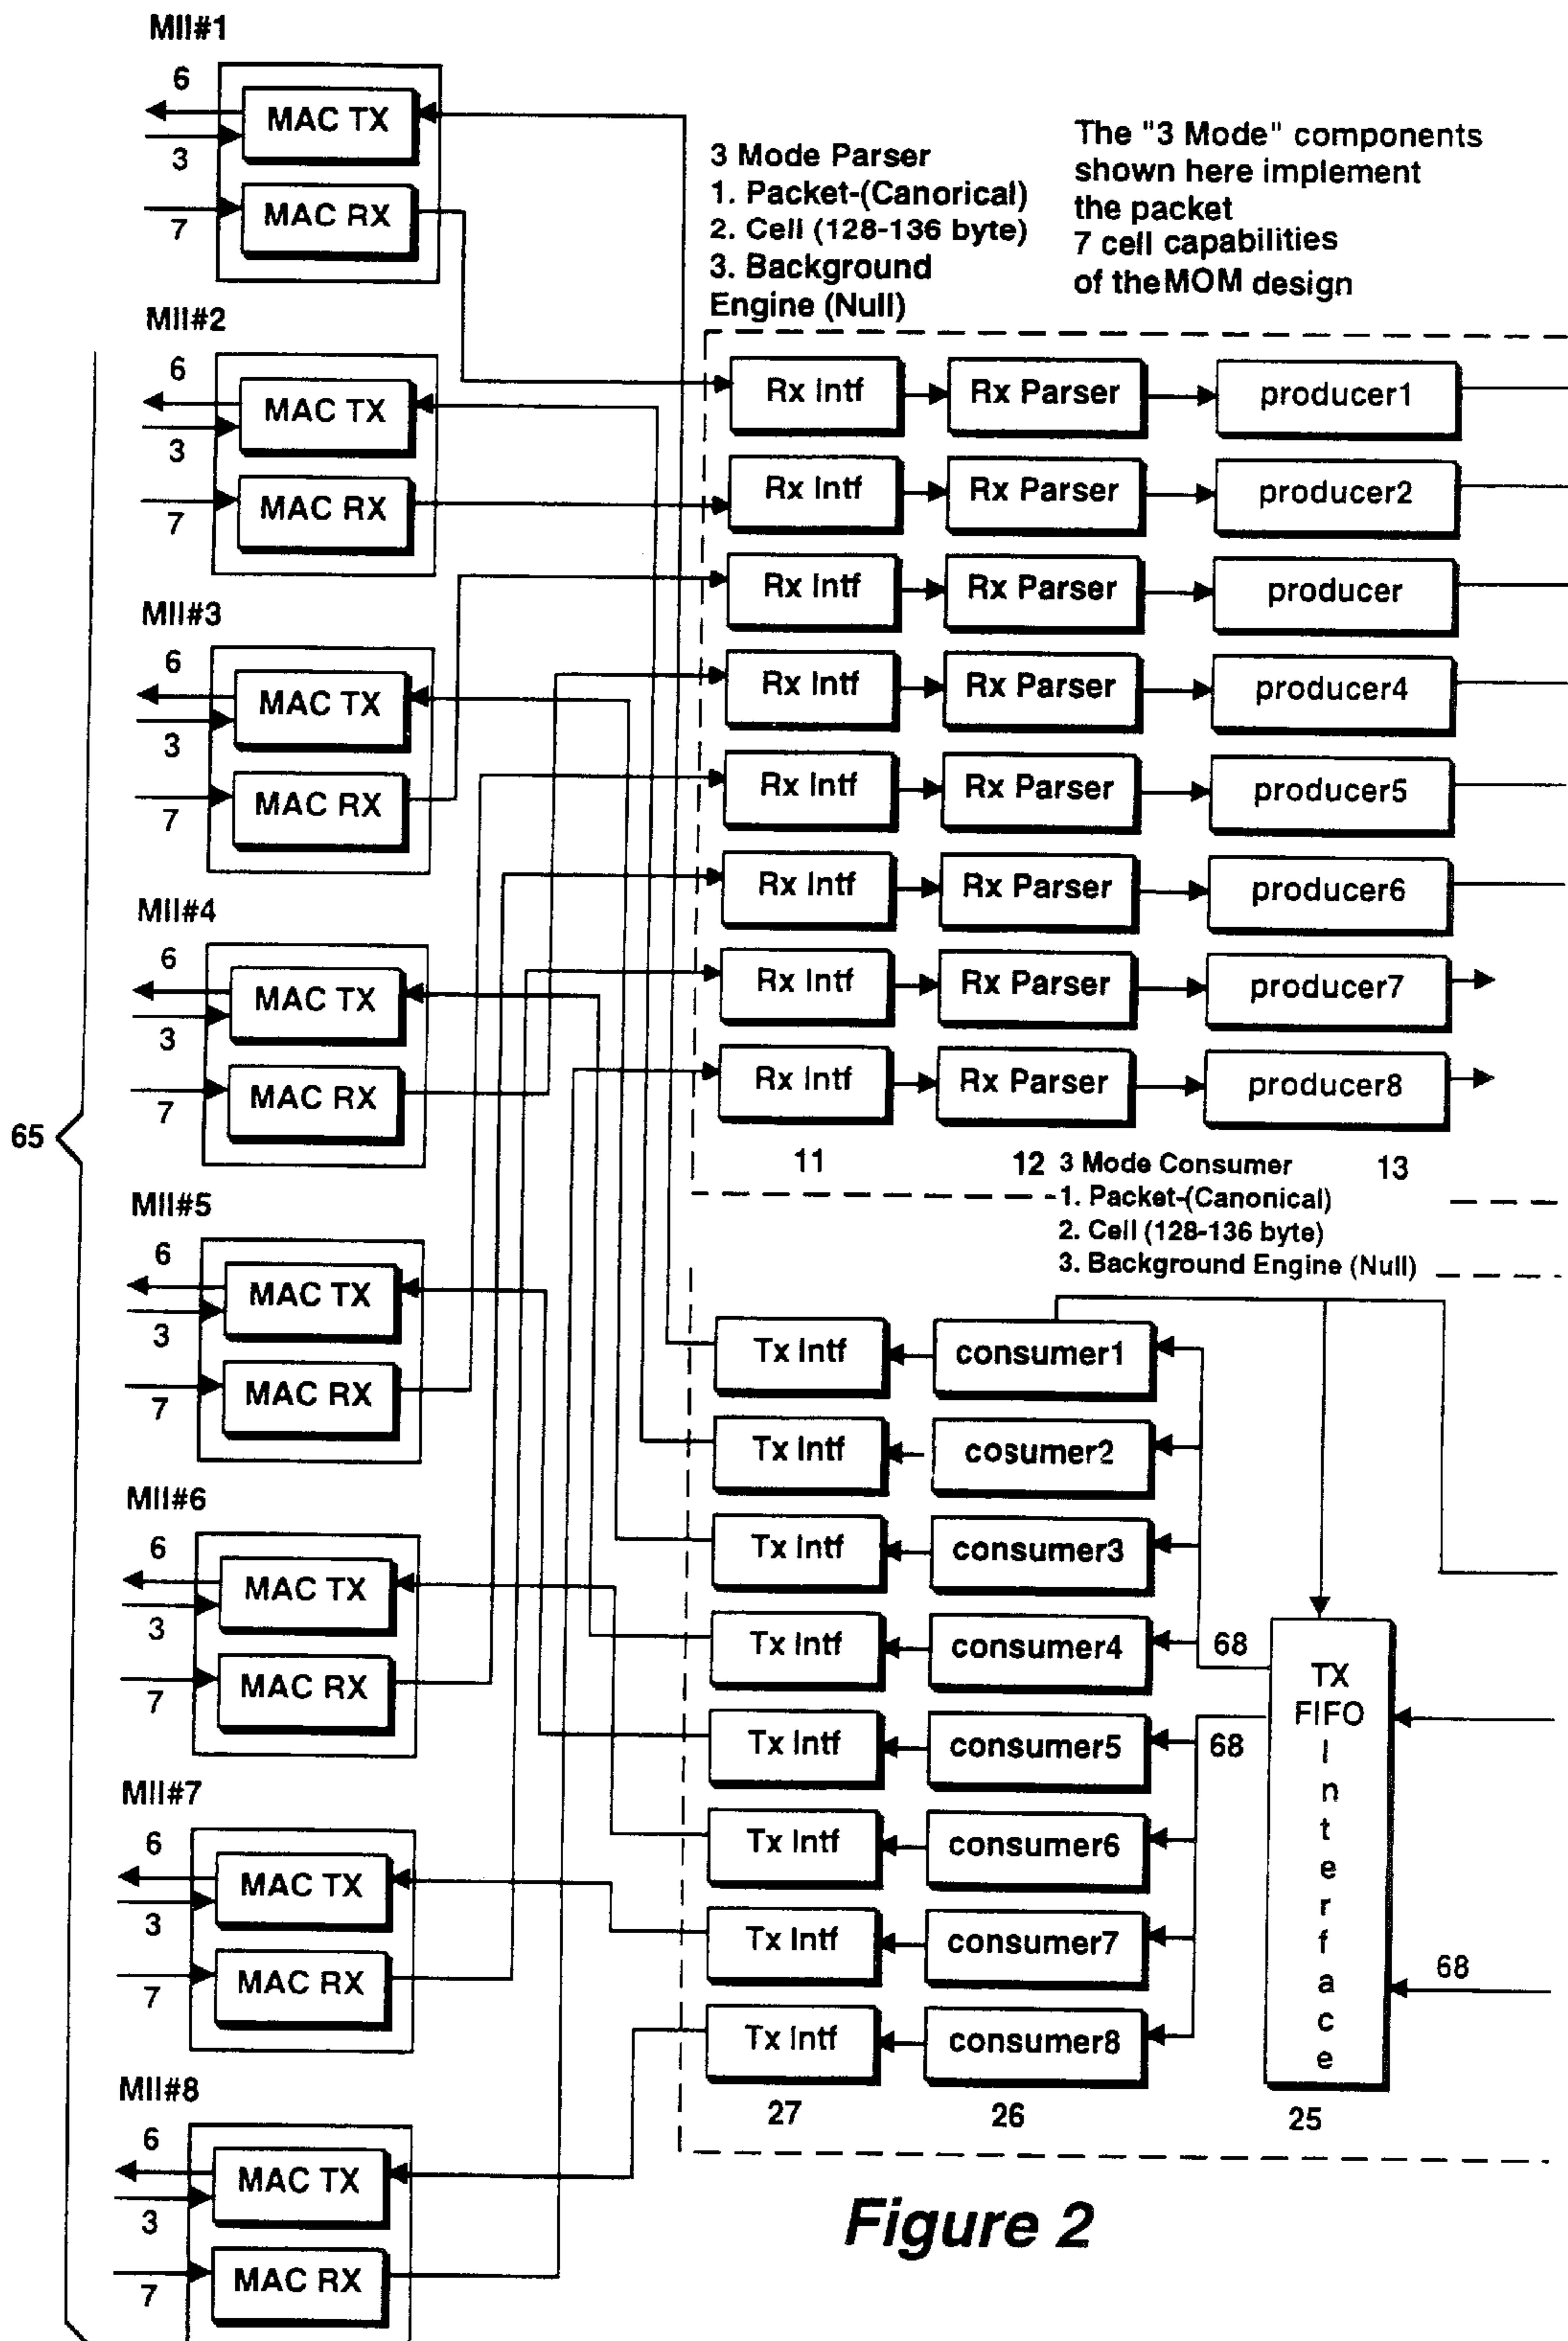 MII#1
6
MAC TX
3
MAC RX
7
3 Mode Parser
1. Packet-(Canorical)
2. Cell (128-136 byte)
3. Background
Engine (Null)
The "3 Mode" components
shown here implement
the packet
7 cell capabilities
of the MOM design
MII#2
6
MAC TX
3
MAC RX
7
MII#3
6
MAC TX
3
MAC RX
7
MII#4
6
MAC TX
3
MAC RX
7
65
MII#5
6
MAC TX
3
MAC RX
7
MII#6
6
MAC TX
3
MAC RX
7
MII#7
6
MAC TX
3
MAC RX
7
MII#8
6
MAC TX
3
MAC RX
7
Rx Intf Rx Parser producer1
Rx Intf Rx Parser producer2
Rx Intf Rx Parser producer
Rx Intf Rx Parser producer4
Rx Intf Rx Parser producer5
Rx Intf Rx Parser producer6
Rx Intf Rx Parser producer7
Rx Intf Rx Parser producer8
11 12 13
3 Mode Consumer
1. Packet-(Canonical)
2. Cell (128-136 byte)
3. Background Engine (Null)
Tx Intf consumer1
Tx Intf cosumer2
Tx Intf consumer3
Tx Intf consumer4
68
Tx Intf consumer5
68
Tx Intf consumer6
Tx Intf consumer7
Tx Intf consumer8
TX
FIFO
I
n
t
e
r
f
a
c
e
68
27 26 25
Figure 2